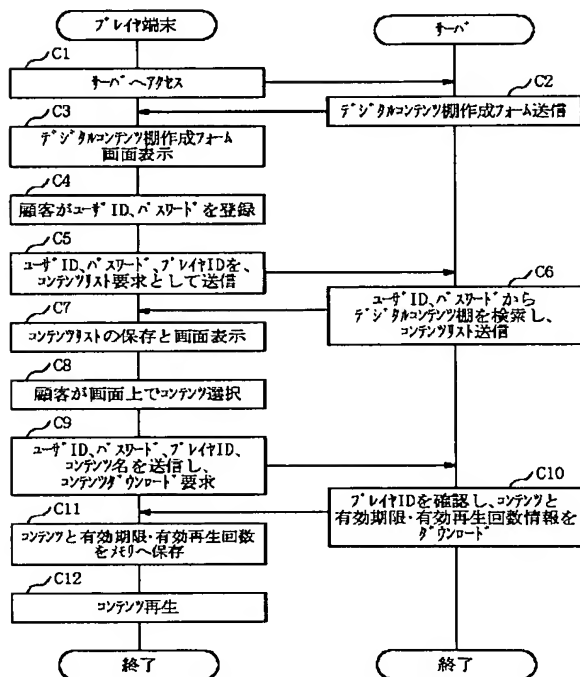 プレイヤ端末
サーバ
C1
サーバへアクセス
C2
デジタルコンテンツ棚作成フォーム送信
C3
デジタルコンテンツ棚作成フォーム
画面表示
C4
顧客がユーザID、パスワードを登録
C5
ユーザID、パスワード、プレイヤIDを、
コンテンツリスト要求として送信
C6
ユーザID、パスワードから
デジタルコンテンツ棚を検索し、
コンテンツリスト送信
C7
コンテンツリストの保存と画面表示
C8
顧客が画面上でコンテンツ選択
C9
ユーザID、パスワード、プレイヤID、
コンテンツ名を送信し、
コンテンツダウンロード要求
C10
プレイヤIDを確認し、コンテンツと
有効期限・有効再生回数情報を
ダウンロード
C11
コンテンツと有効期限・有効再生回数
をメモリへ保存
C12
コンテンツ再生
終了
終了